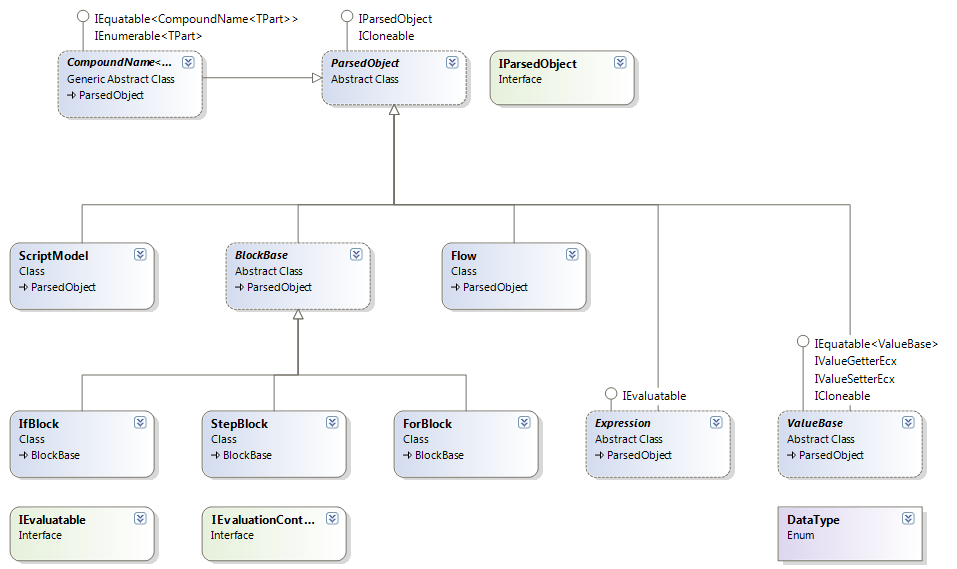 IEquatable<CompoundName<TPart>>
IEnumerable<TPart>
IParsedObject
ICloneable
CompoundName<...
Generic Abstract Class
ParsedObject
ParsedObject
Abstract Class
IParsedObject
Interface
ScriptModel
Class
ParsedObject
BlockBase
Abstract Class
ParsedObject
Flow
Class
ParsedObject
IEquatable<ValueBase>
IValueGetterEcx
IValueSetterEcx
ICloneable
IEvaluatable
IfBlock
Class
BlockBase
StepBlock
Class
BlockBase
ForBlock
Class
BlockBase
Expression
Abstract Class
ParsedObject
ValueBase
Abstract Class
ParsedObject
IEvaluatable
Interface
IEvaluationCont...
Interface
DataType
Enum